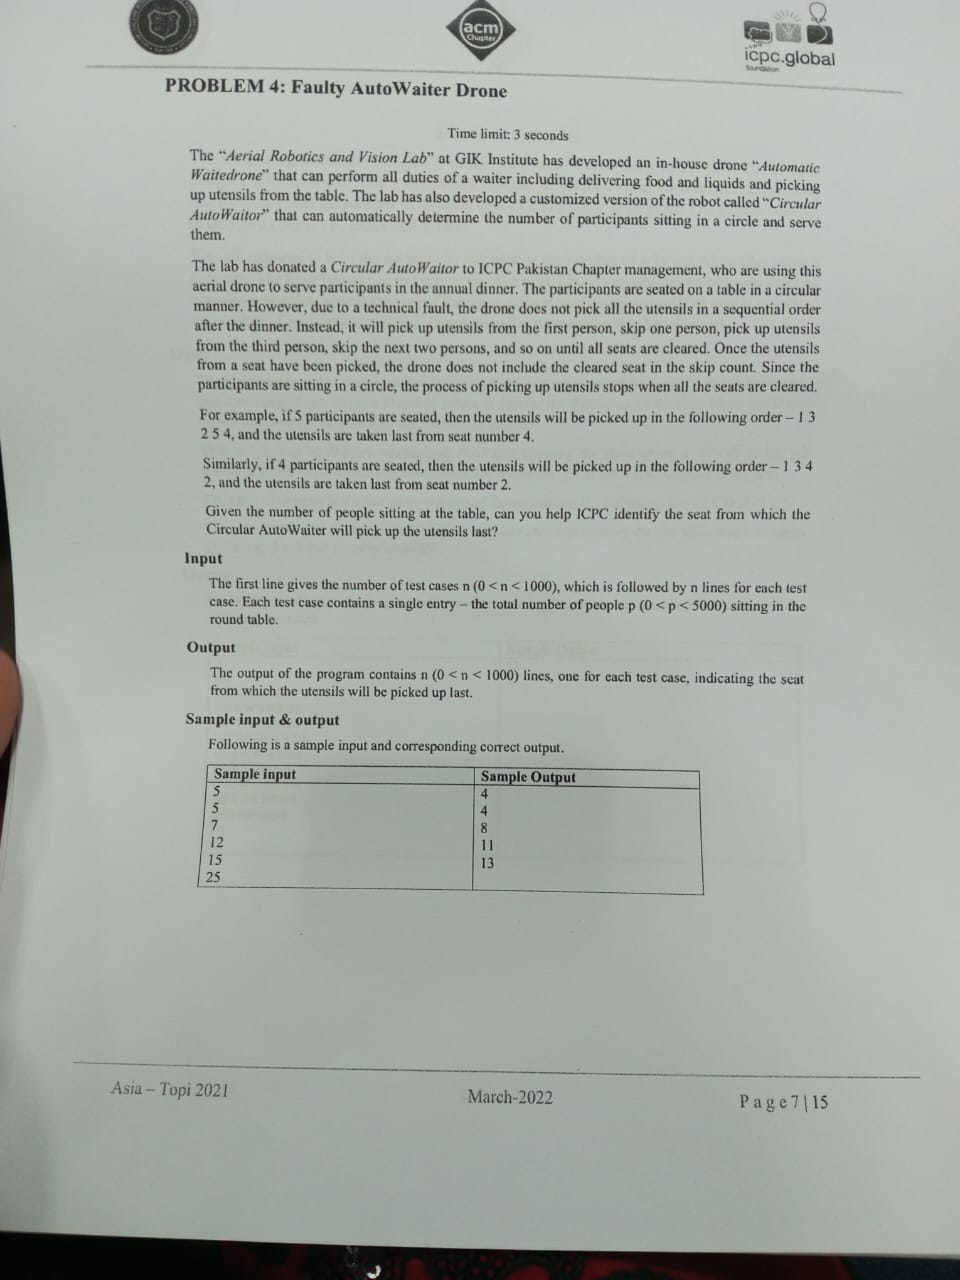 acm
Chapter
icpc.global
foundation
PROBLEM 4: Faulty AutoWaiter Drone
Time limit: 3 seconds
The “Aerial Robotics and Vision Lab” at GIK Institute has developed an in-house drone “Automatic
Waitedrone” that can perform all duties of a waiter including delivering food and liquids and picking
up utensils from the table. The lab has also developed a customized version of the robot called “Circular
AutoWaitor” that can automatically determine the number of participants sitting in a circle and serve
them.
The lab has donated a Circular AutoWaitor to ICPC Pakistan Chapter management, who are using this
aerial drone to serve participants in the annual dinner. The participants are seated on a table in a circular
manner. However, due to a technical fault, the drone does not pick all the utensils in a sequential order
after the dinner. Instead, it will pick up utensils from the first person, skip one person, pick up utensils
from the third person, skip the next two persons, and so on until all seats are cleared. Once the utensils
from a seat have been picked, the drone does not include the cleared seat in the skip count. Since the
participants are sitting in a circle, the process of picking up utensils stops when all the seats are cleared.
For example, if 5 participants are seated, then the utensils will be picked up in the following order – 1 3
2 5 4, and the utensils are taken last from seat number 4.
Similarly, if 4 participants are seated, then the utensils will be picked up in the following order – 1 3 4
2, and the utensils are taken last from seat number 2.
Given the number of people sitting at the table, can you help ICPC identify the seat from which the
Circular AutoWaiter will pick up the utensils last?
Input
The first line gives the number of test cases n (0 < n < 1000), which is followed by n lines for each test
case. Each test case contains a single entry – the total number of people p (0 < p < 5000) sitting in the
round table.
Output
The output of the program contains n (0 < n < 1000) lines, one for each test case, indicating the seat
from which the utensils will be picked up last.
Sample input & output
Following is a sample input and corresponding correct output.
Sample input Sample Output
5 4
5 4
7 8
12 11
15 13
25
Asia – Topi 2021 March-2022 Page 7 | 15